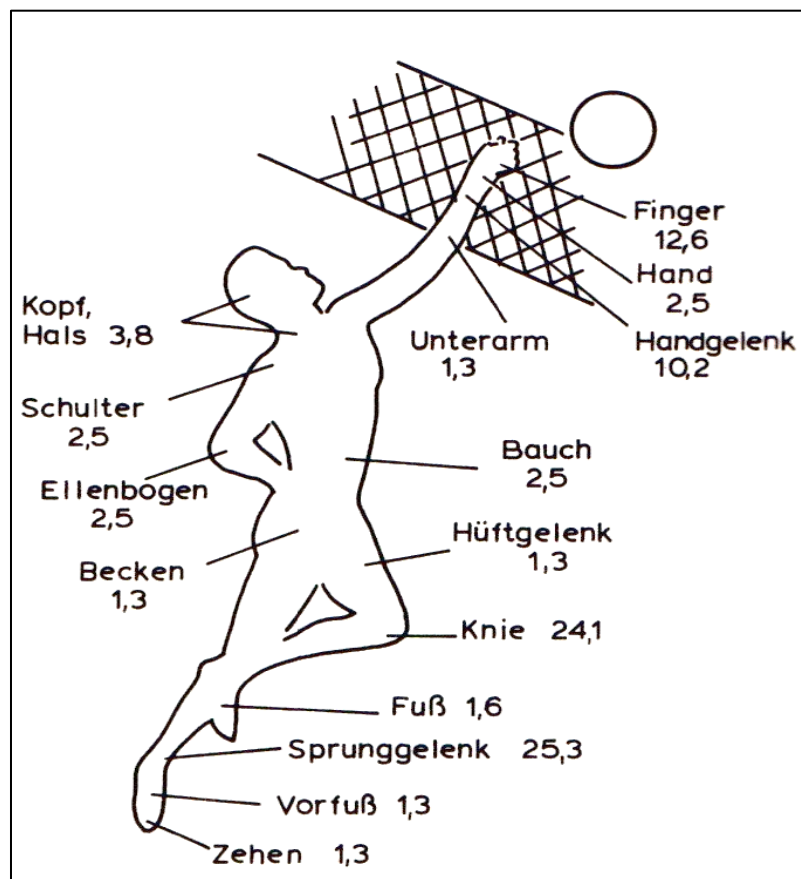 Finger
12,6
Hand
2,5
Handgelenk
10,2
Unterarm
1,3
Kopf,
Hals 3,8
Schulter
2,5
Ellenbogen
2,5
Becken
1,3
Bauch
2,5
Hüftgelenk
1,3
Knie 24,1
Fuß 1,6
Sprunggelenk 25,3
Vorfuß 1,3
Zehen 1,3